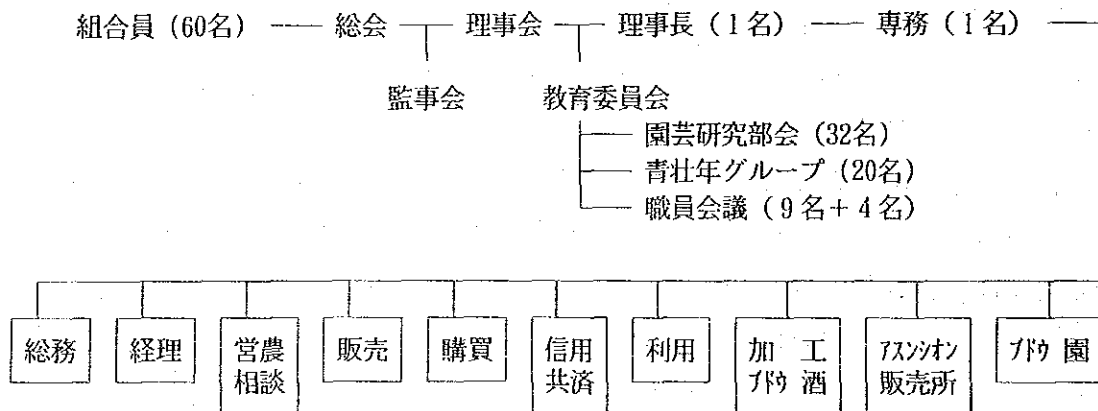 組合員（60名） 総会 理事会 理事長（1名） 専務（1名）
監事会 教育委員会
園芸研究部会（32名）
青壮年グループ（20名）
職員会議（9名＋4名）
総務 経理 営農 販売 購買 信用 利用 加工 ｱｽﾝｼｵﾝ ﾌﾞﾄﾞｳ園
相談 共済 ﾌﾞﾄﾞｳ酒 販売所